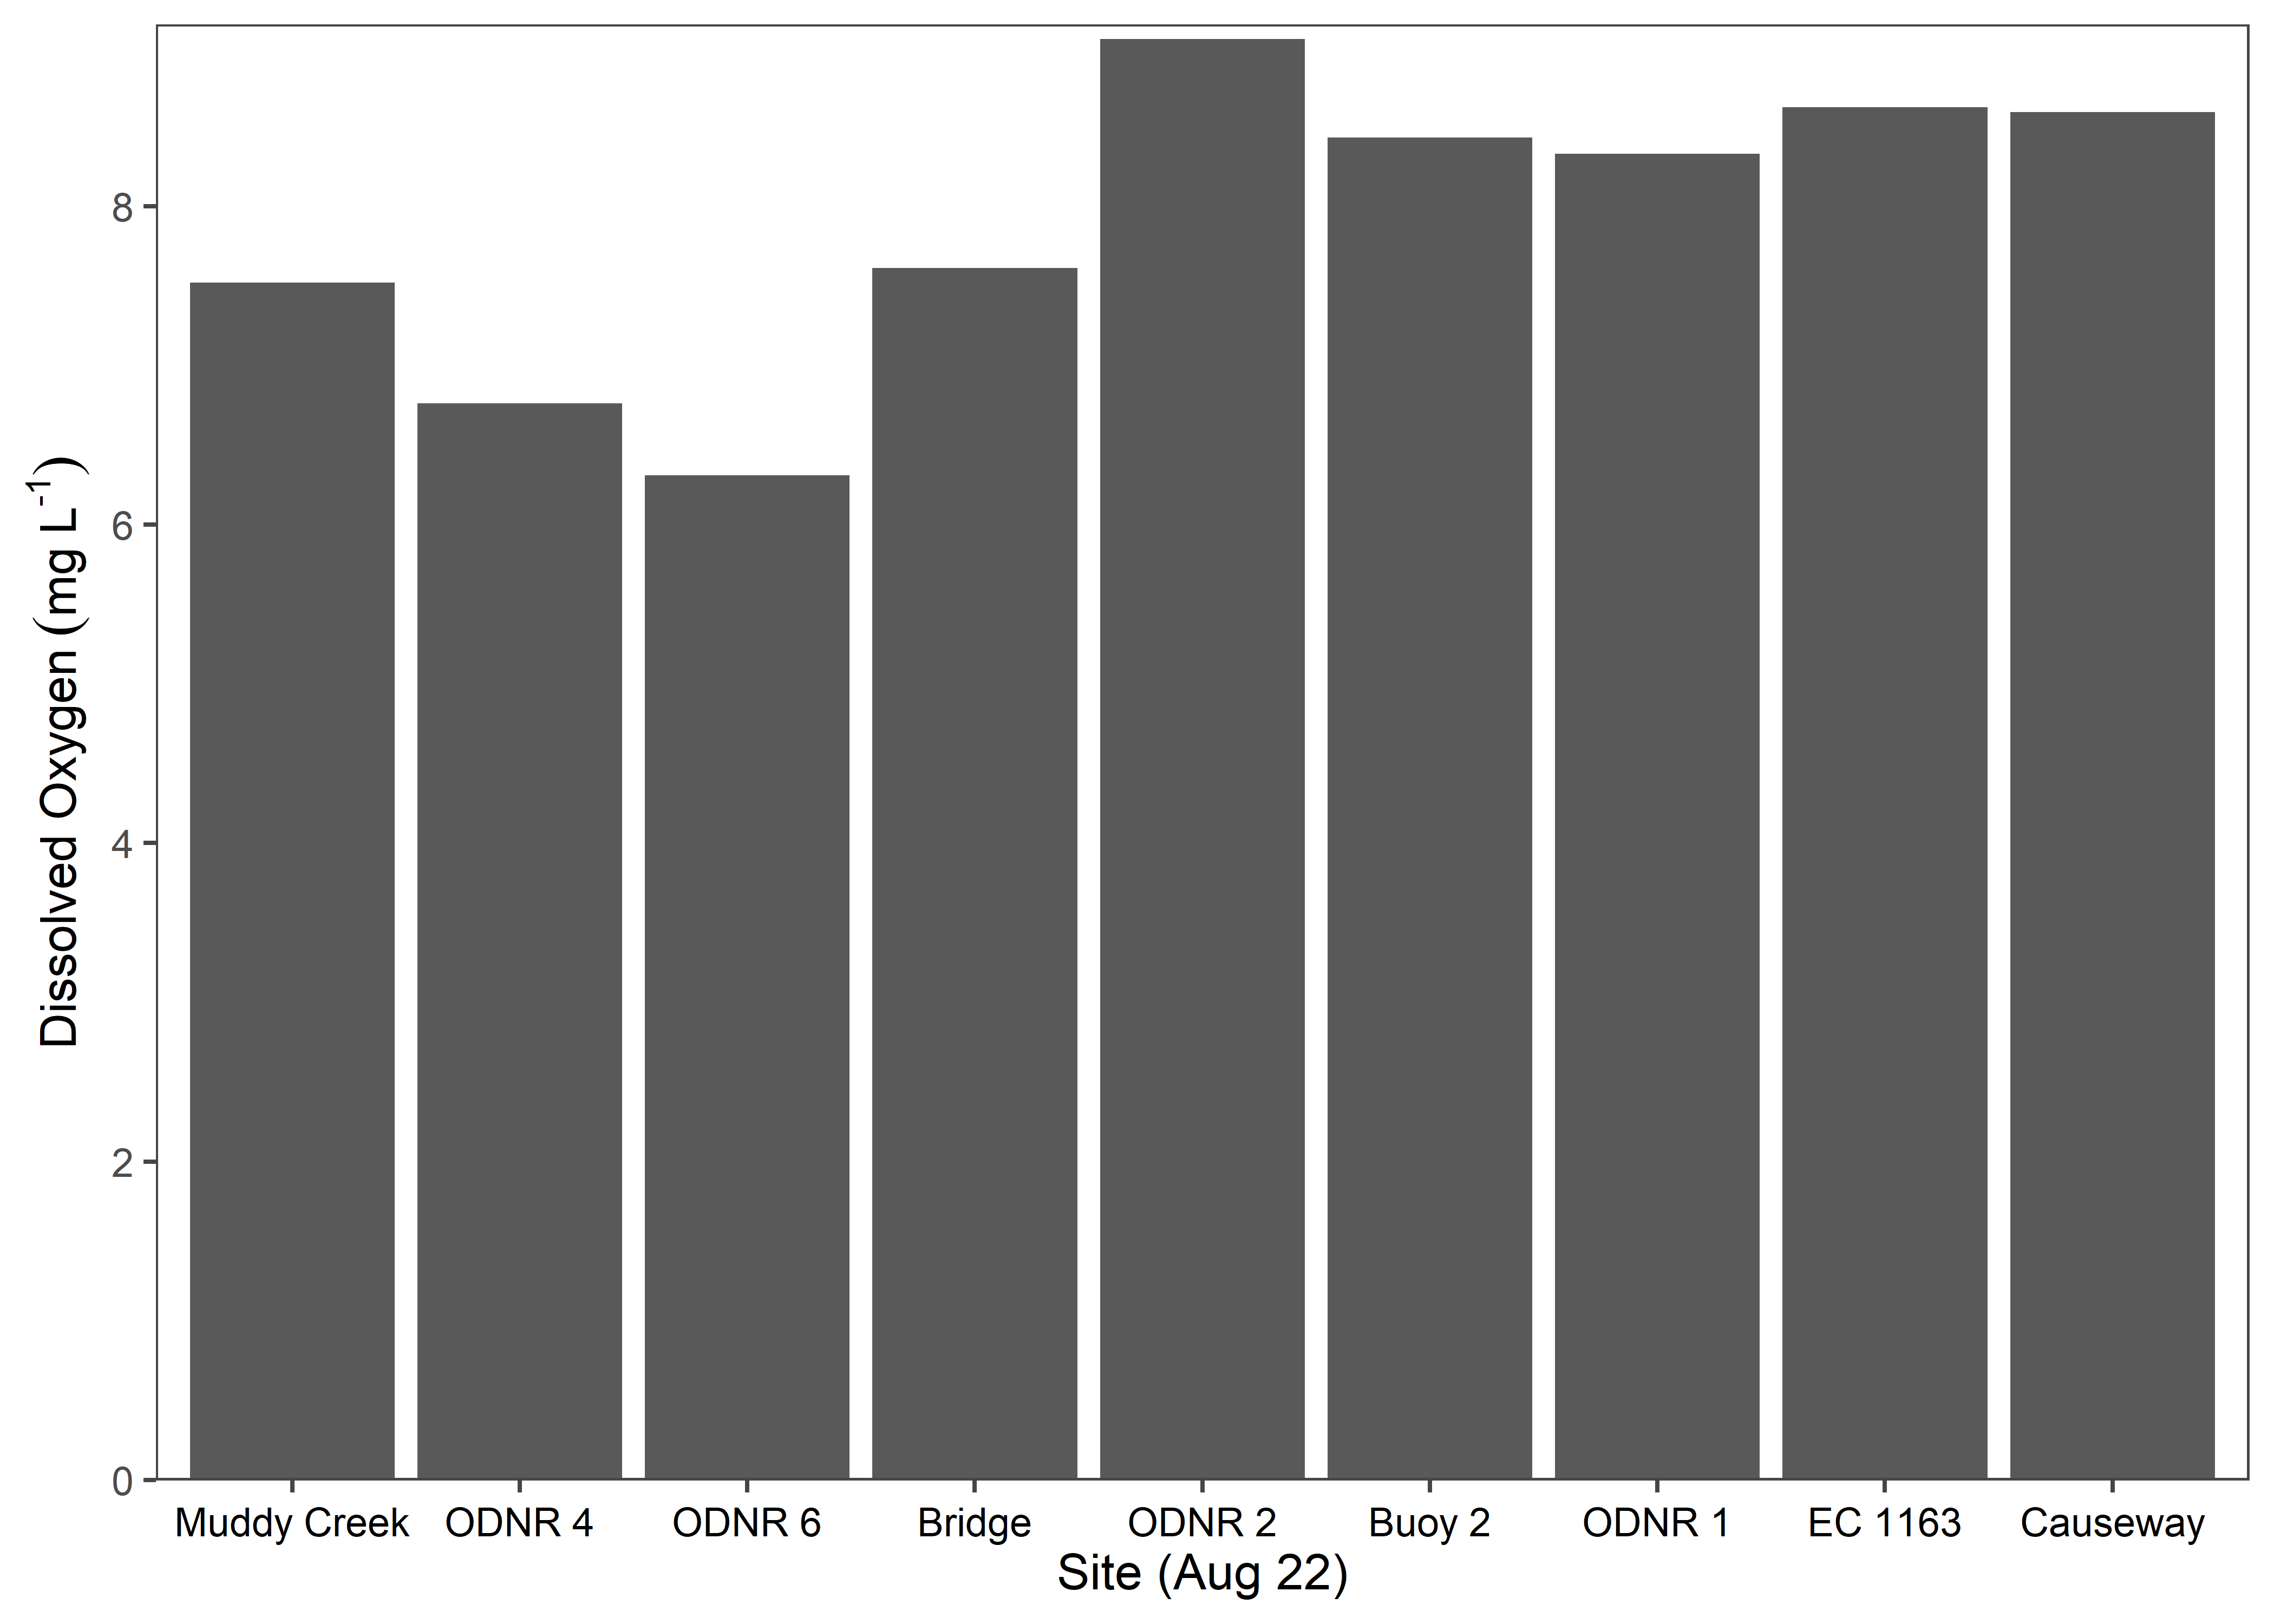 Dissolved Oxygen (mg L-1)
8
6
4
2
0
Muddy Creek ODNR 4 ODNR 6 Bridge ODNR 2 Buoy 2 ODNR 1 EC 1163 Causeway
Site (Aug 22)